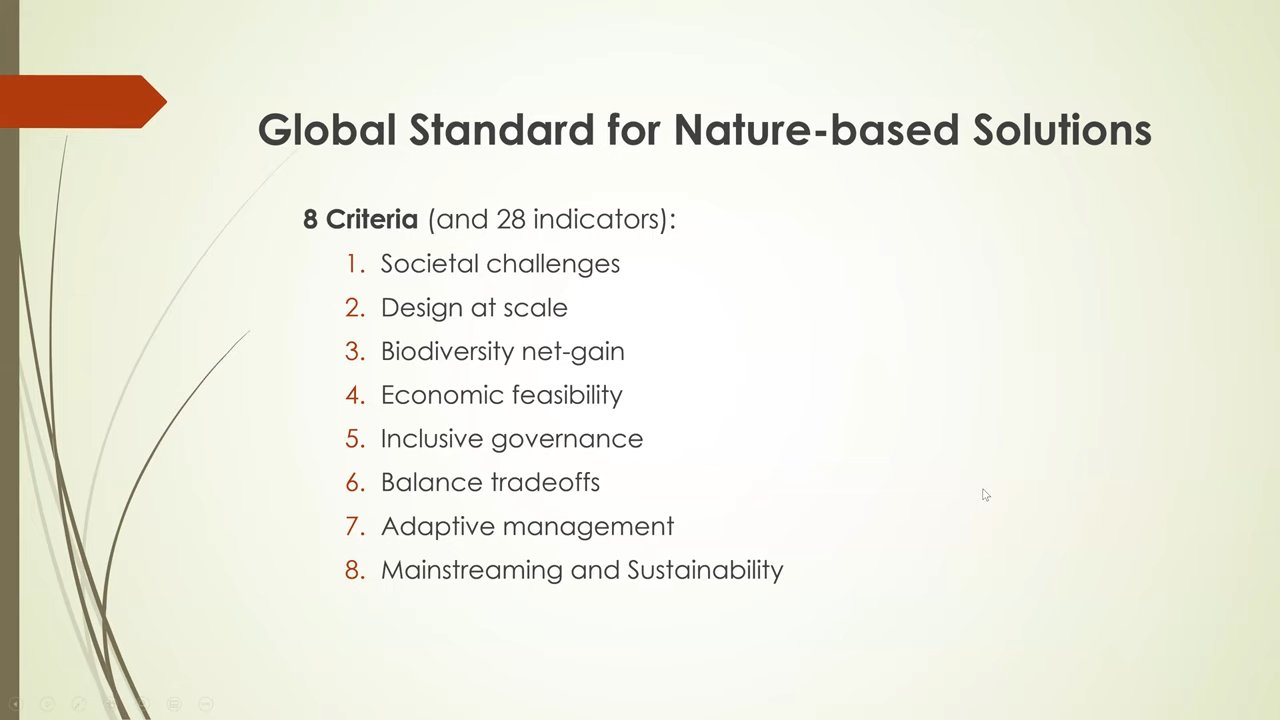 Global Standard for Nature-based Solutions
8 Criteria (and 28 indicators):
1. Societal challenges
2. Design at scale
3. Biodiversity net-gain
4. Economic feasibility
5. Inclusive governance
6. Balance tradeoffs
7. Adaptive management
8. Mainstreaming and Sustainability